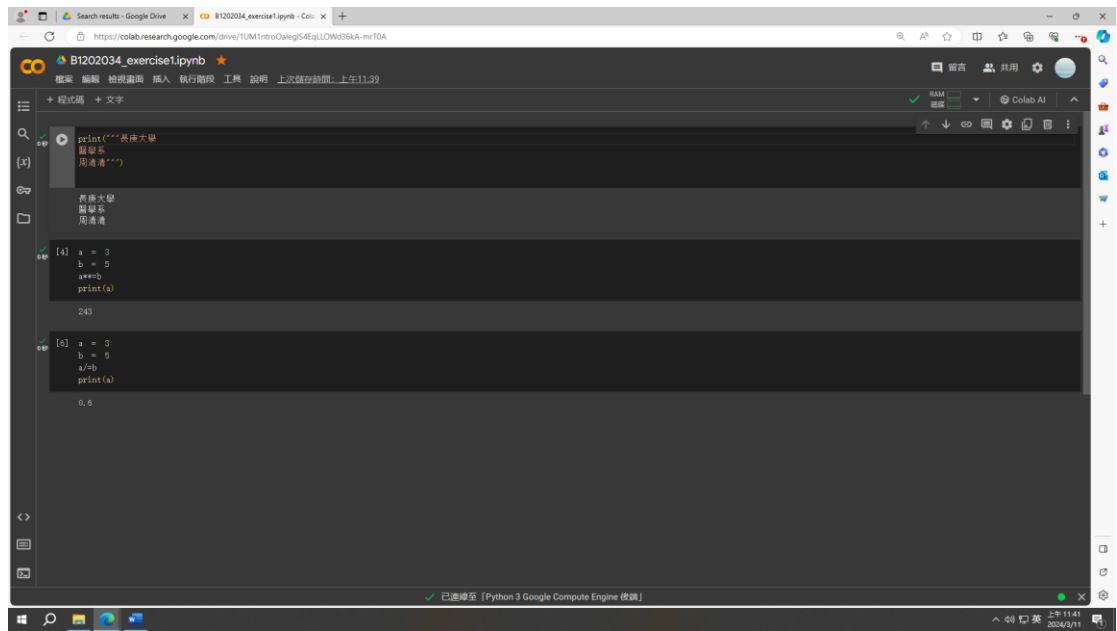 Search results - Google Drive
B1202034_exercise1.ipynb - Cola
https://colab.research.google.com/drive/1UM1ntroOalegIS4EqLLOWd36kA-mrT0A
B1202034_exercise1.ipynb
檔案 編輯 檢視畫面 插入 執行階段 工具 說明 上次儲存時間：上午11:39
留言 共用
+ 程式碼 + 文字
RAM
磁碟
Colab AI
print("""長庚大學
醫學系
周清清""")
長庚大學
醫學系
周清清
[4] a = 3
b = 5
a**=b
print(a)
243
[6] a = 3
b = 5
a/=b
print(a)
0.6
已連線至「Python 3 Google Compute Engine 後端」
英
上午 11:41
2024/3/11